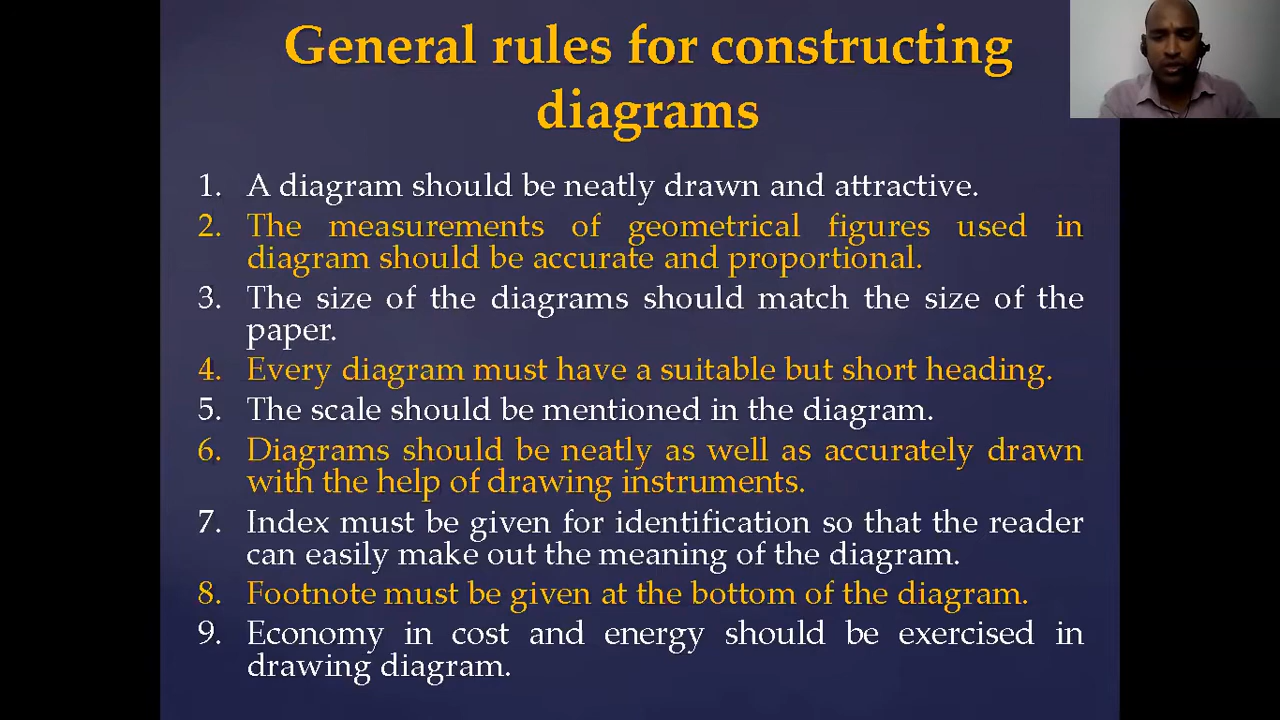 General rules for constructing
diagrams
1. A diagram should be neatly drawn and attractive.
2. The measurements of geometrical figures used in
diagram should be accurate and proportional.
3. The size of the diagrams should match the size of the
paper.
4. Every diagram must have a suitable but short heading.
5. The scale should be mentioned in the diagram.
6. Diagrams should be neatly as well as accurately drawn
with the help of drawing instruments.
7. Index must be given for identification so that the reader
can easily make out the meaning of the diagram.
8. Footnote must be given at the bottom of the diagram.
9. Economy in cost and energy should be exercised in
drawing diagram.